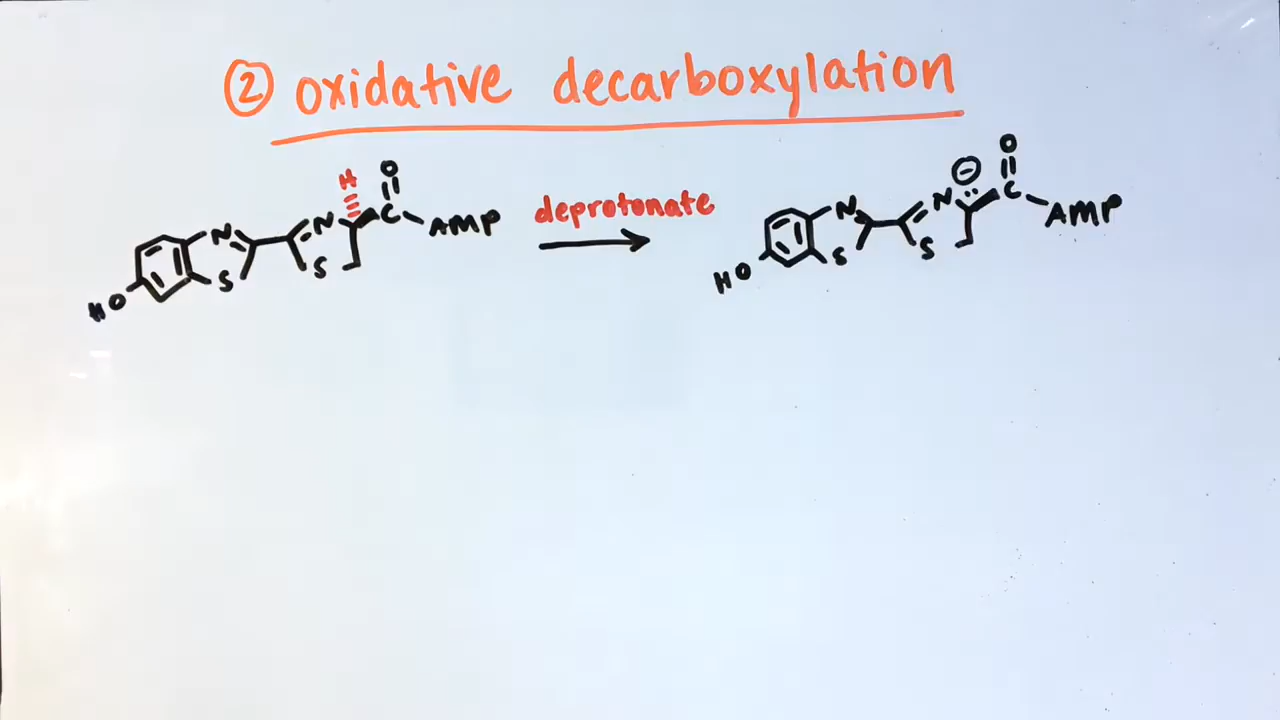 ② oxidative decarboxylation
H O
N N C AMP
S S
HO
deprotonate
⊖ O
N N C AMP
S S
HO